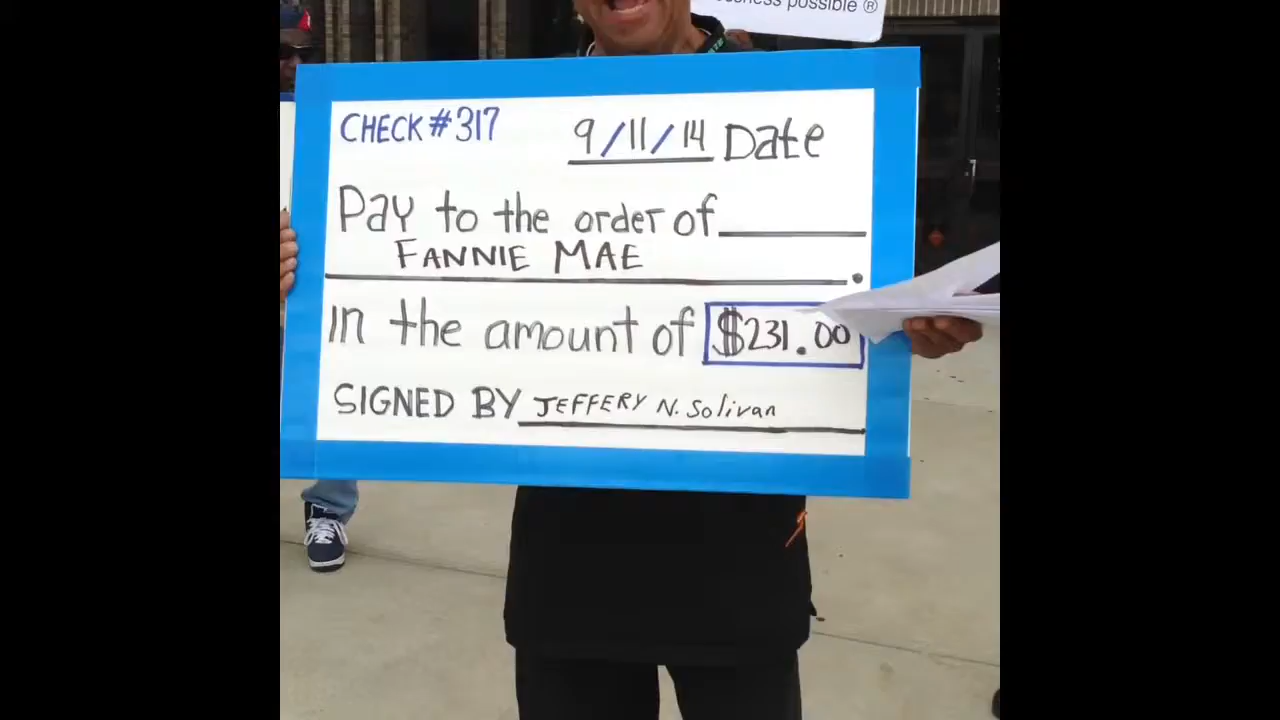 possible ®
CHECK #317 9/11/14 Date
Pay to the order of
FANNIE MAE.
in the amount of $231.00
SIGNED BY JEFFERY N. Solivan